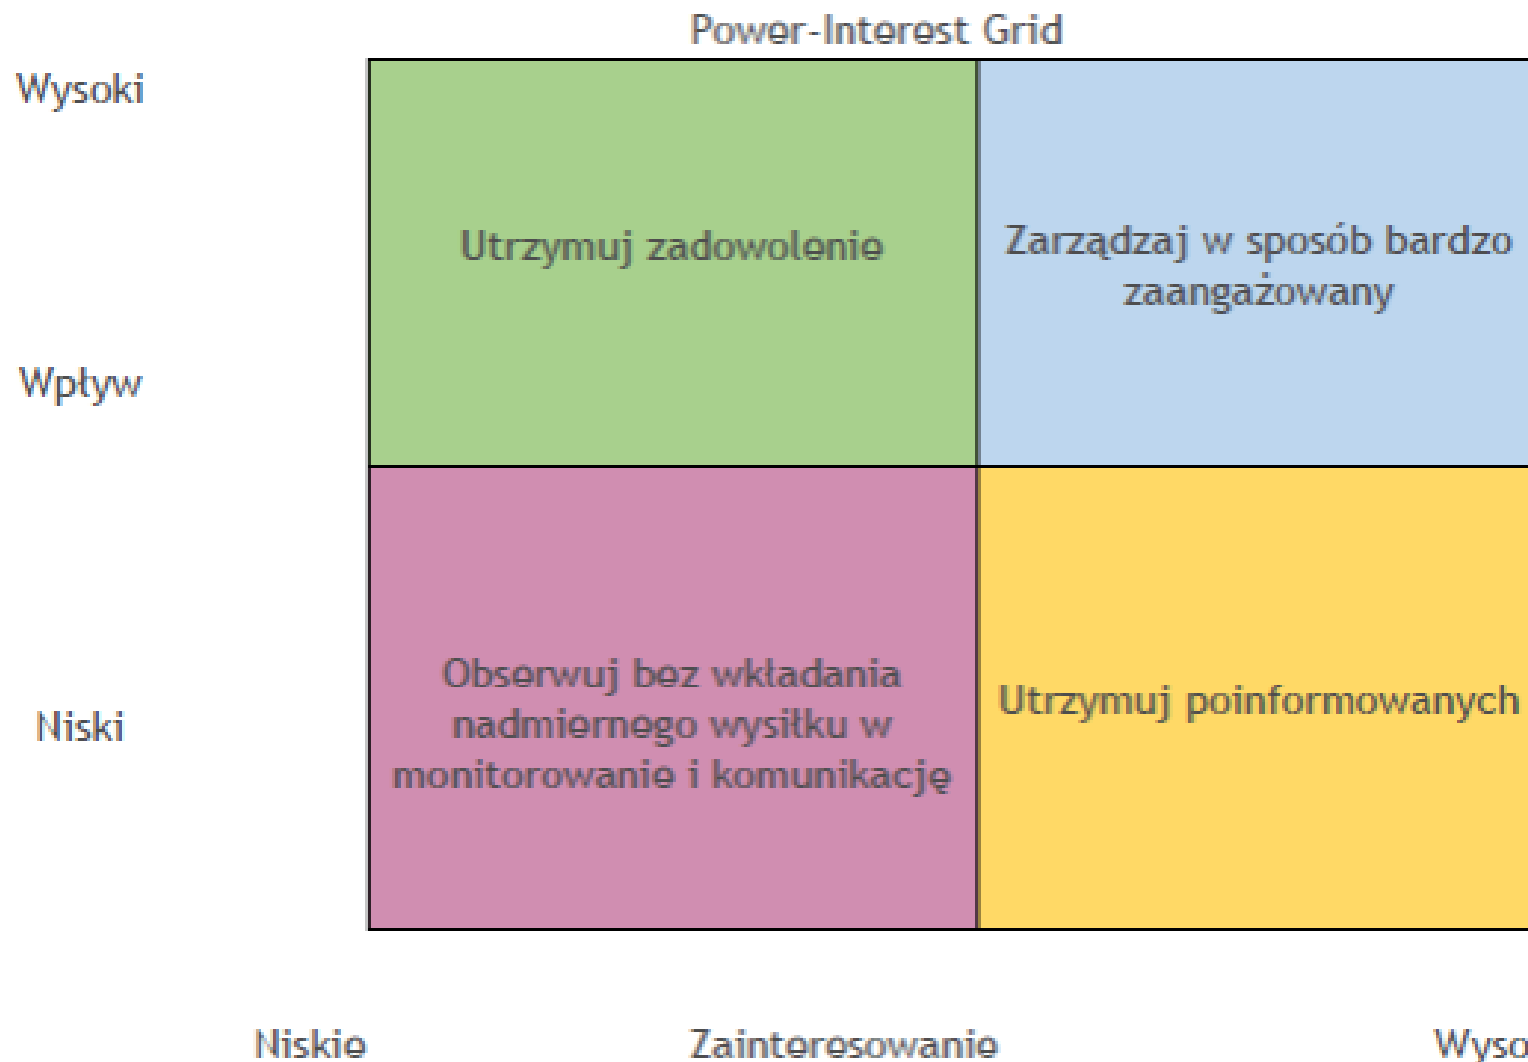 Power-Interest Grid
Wysoki
Utrzymuj zadowolenie
Zarządzaj w sposób bardzo
zaangażowany
Wpływ
Obserwuj bez wkładania
nadmiernego wysiłku w
monitorowanie i komunikację
Utrzymuj poinformowanych
Niski
Niskie
Zainteresowanie
Wyso